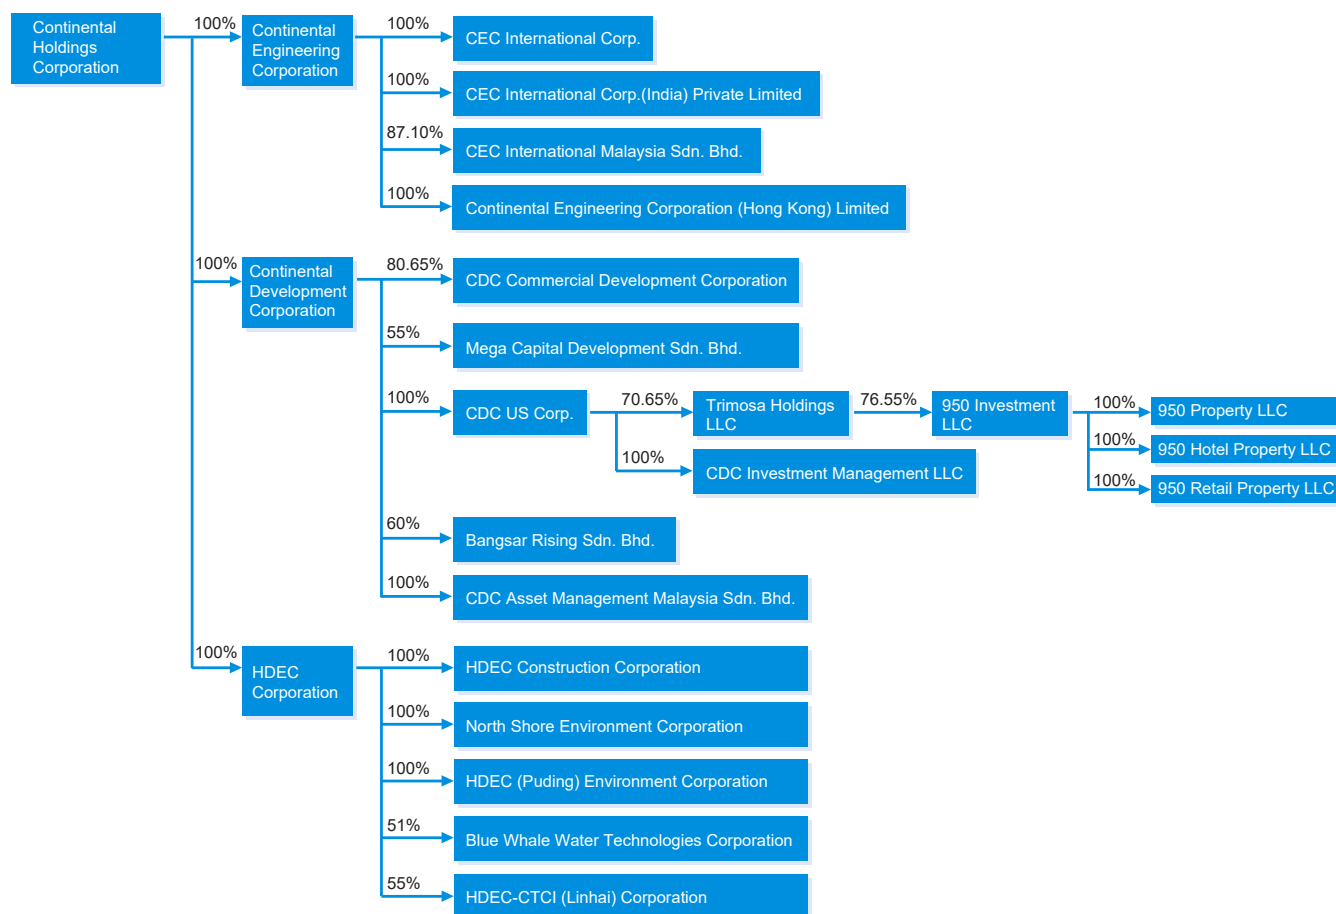 Continental
Holdings
Corporation
100%
Continental
Engineering
Corporation
100%
CEC International Corp.
100%
CEC International Corp.(India) Private Limited
87.10%
CEC International Malaysia Sdn. Bhd.
100%
Continental Engineering Corporation (Hong Kong) Limited
100%
Continental
Development
Corporation
80.65%
CDC Commercial Development Corporation
55%
Mega Capital Development Sdn. Bhd.
100%
CDC US Corp.
70.65%
Trimosa Holdings
LLC
76.55%
950 Investment
LLC
100%
950 Property LLC
100%
950 Hotel Property LLC
100%
950 Retail Property LLC
100%
CDC Investment Management LLC
60%
Bangsar Rising Sdn. Bhd.
100%
CDC Asset Management Malaysia Sdn. Bhd.
100%
HDEC
Corporation
100%
HDEC Construction Corporation
100%
North Shore Environment Corporation
100%
HDEC (Puding) Environment Corporation
51%
Blue Whale Water Technologies Corporation
55%
HDEC-CTCI (Linhai) Corporation